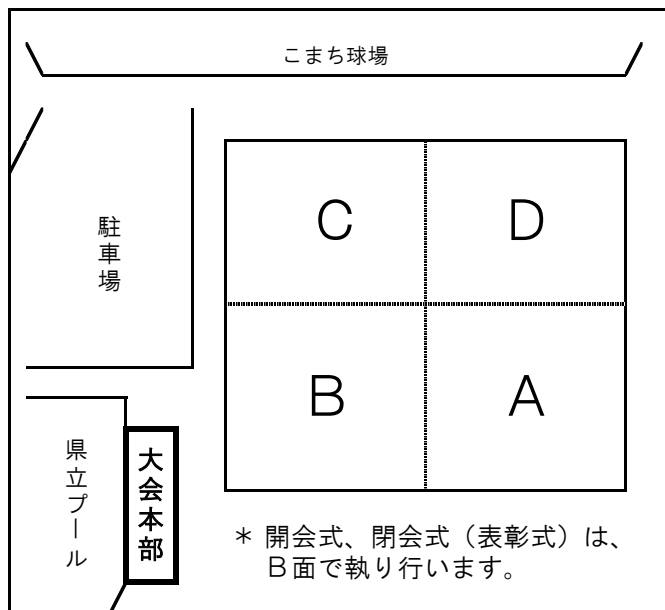 こまち球場
駐車場
C
D
B
A
県立プール
大会本部
＊ 開会式、閉会式（表彰式）は、
B面で執り行います。